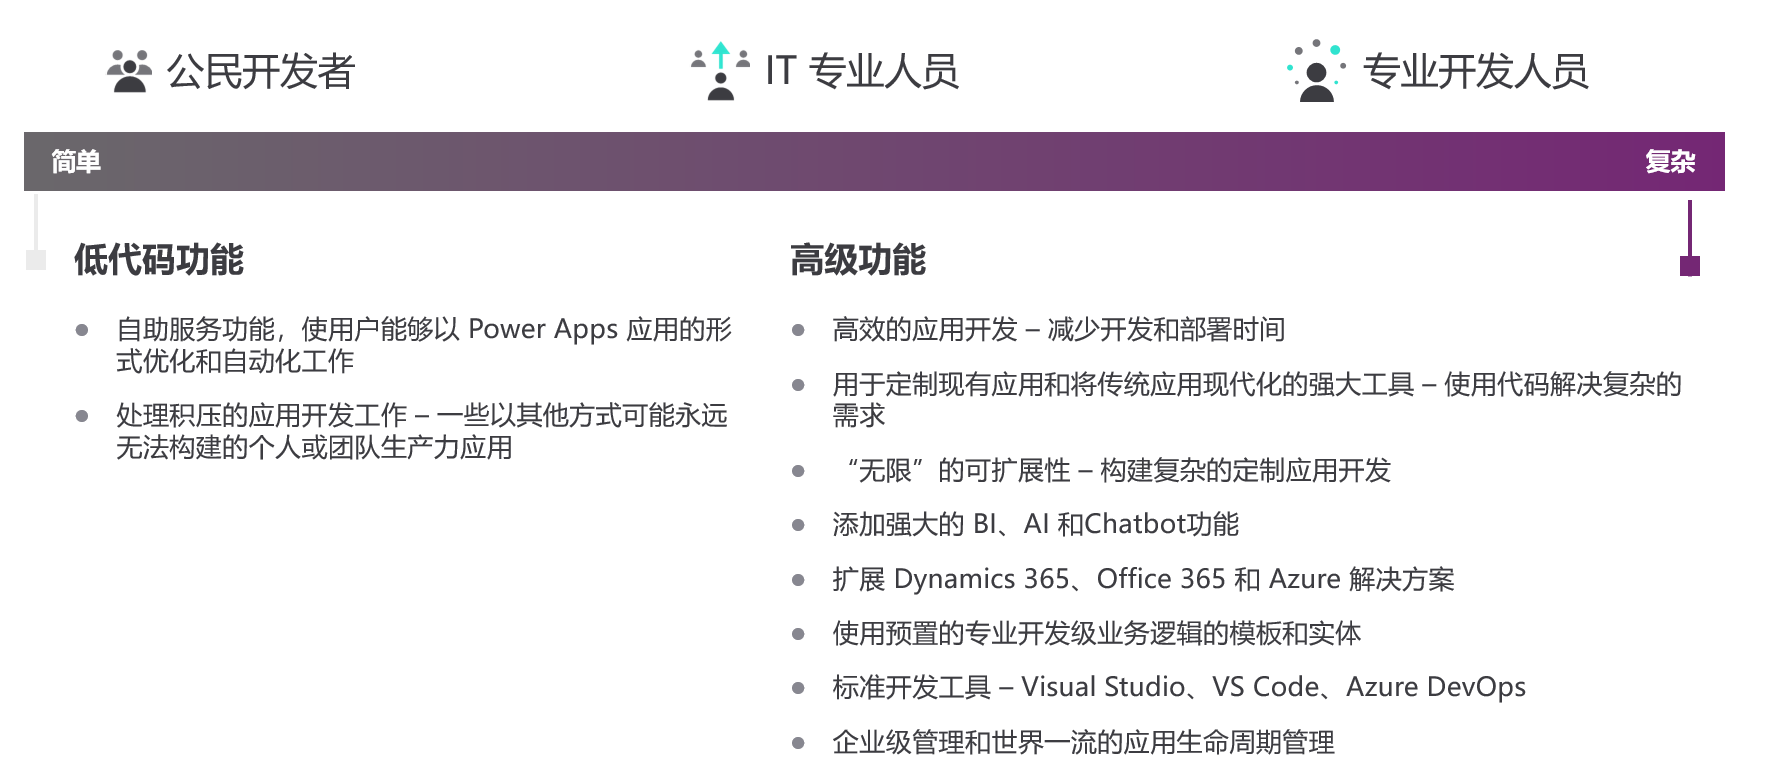 公民开发者
IT 专业人员
专业开发人员
简单
复杂
低代码功能
自助服务功能，使用户能够以 Power Apps 应用的形
式优化和自动化工作
处理积压的应用开发工作 – 一些以其他方式可能永远
无法构建的个人或团队生产力应用
高级功能
高效的应用开发 – 减少开发和部署时间
用于定制现有应用和将传统应用现代化的强大工具 – 使用代码解决复杂的
需求
“无限”的可扩展性 – 构建复杂的定制应用开发
添加强大的 BI、AI 和Chatbot功能
扩展 Dynamics 365、Office 365 和 Azure 解决方案
使用预置的专业开发级业务逻辑的模板和实体
标准开发工具 – Visual Studio、VS Code、Azure DevOps
企业级管理和世界一流的应用生命周期管理